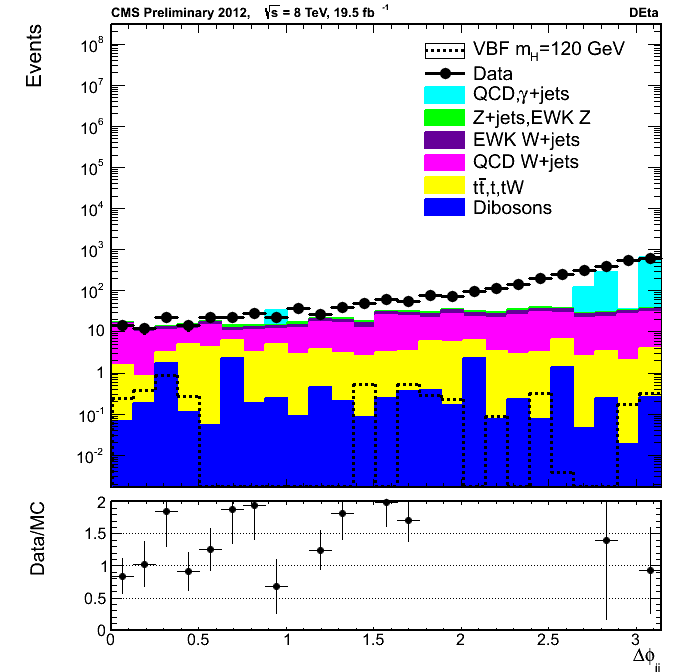 CMS Preliminary 2012, √s = 8 TeV, 19.5 fb⁻¹ DEta
Events
10⁸
10⁷
10⁶
10⁵
10⁴
10³
10²
10
1
10⁻¹
10⁻²
VBF m_H=120 GeV
Data
QCD,γ+jets
Z+jets,EWK Z
EWK W+jets
QCD W+jets
tt̄,t,tW
Dibosons
Data/MC
2
1.5
1
0.5
0
0 0.5 1 1.5 2 2.5 3
Δϕ_jj